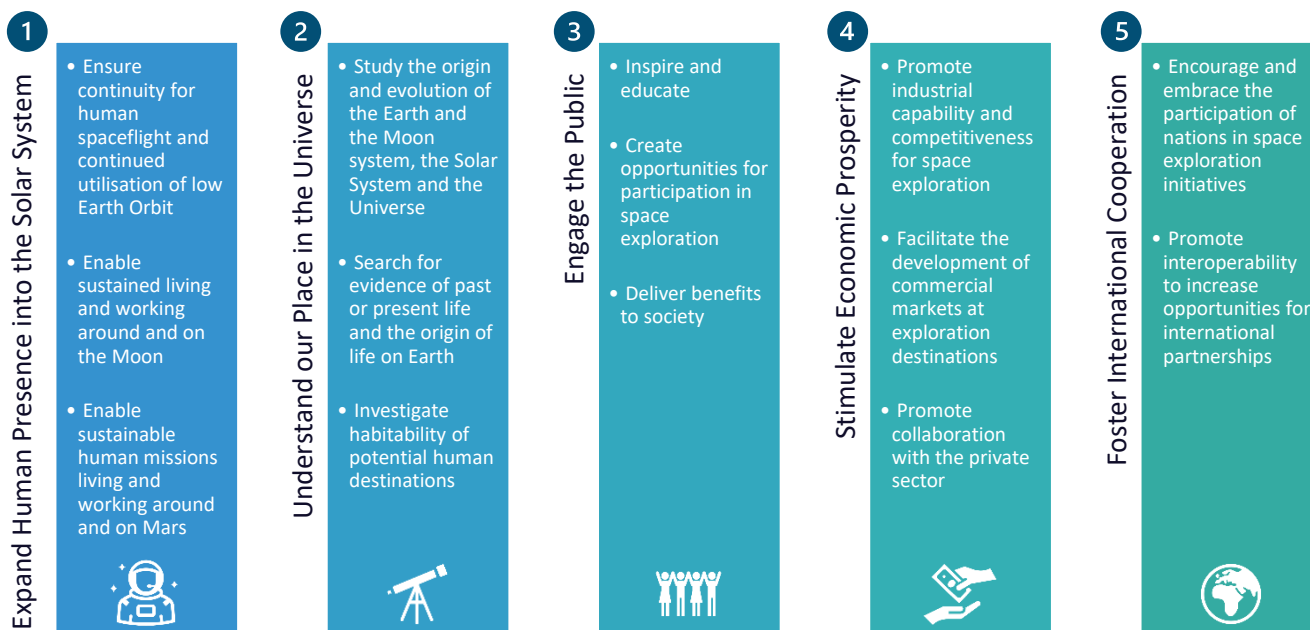 1
Expand Human Presence into the Solar System
• Ensure
continuity for
human
spaceflight and
continued
utilisation of low
Earth Orbit
• Enable
sustained living
and working
around and on
the Moon
• Enable
sustainable
human missions
living and
working around
and on Mars
2
Understand our Place in the Universe
• Study the origin
and evolution of
the Earth and
the Moon
system, the Solar
System and the
Universe
• Search for
evidence of past
or present life
and the origin of
life on Earth
• Investigate
habitability of
potential human
destinations
3
Engage the Public
• Inspire and
educate
• Create
opportunities for
participation in
space
exploration
• Deliver benefits
to society
4
Stimulate Economic Prosperity
• Promote
industrial
capability and
competitiveness
for space
exploration
• Facilitate the
development of
commercial
markets at
exploration
destinations
• Promote
collaboration
with the private
sector
5
Foster International Cooperation
• Encourage and
embrace the
participation of
nations in space
exploration
initiatives
• Promote
interoperability
to increase
opportunities for
international
partnerships